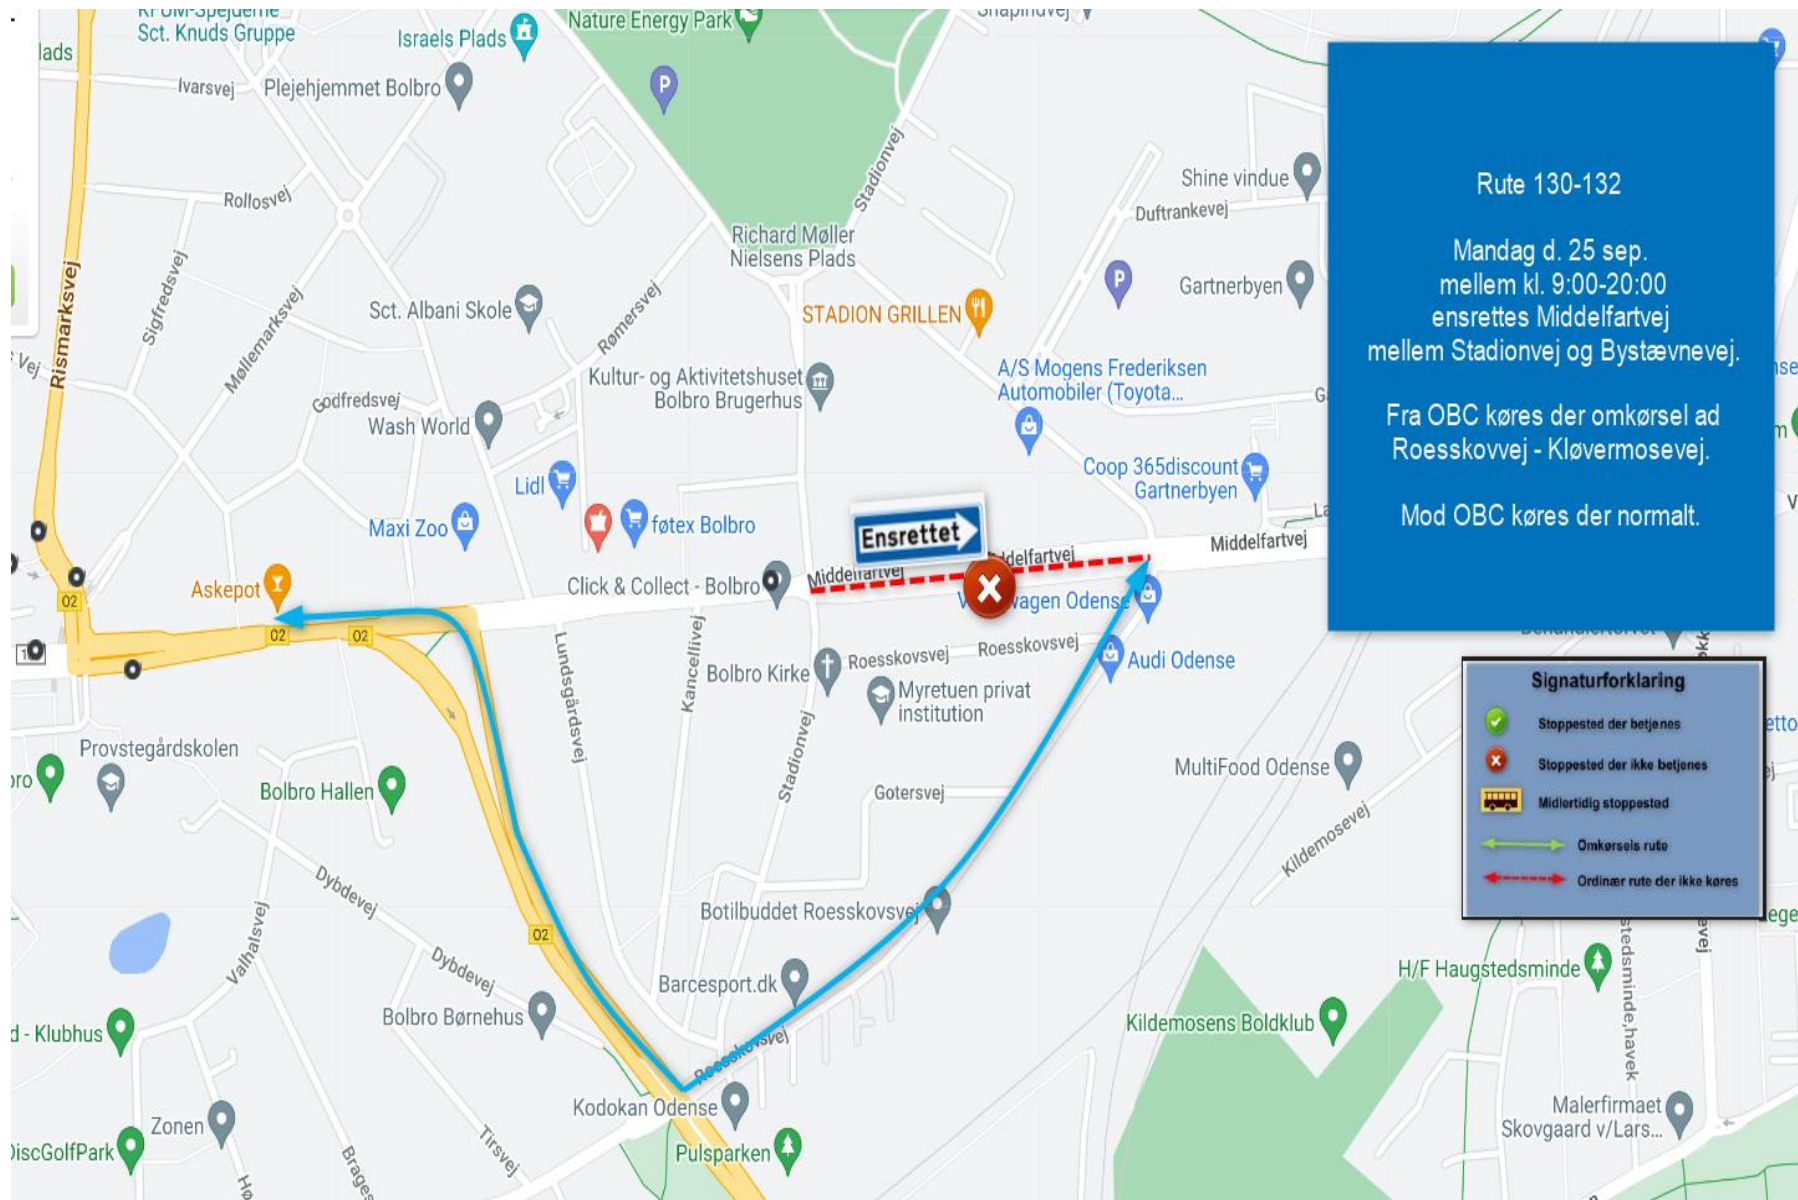 Rute 130-132
Mandag d. 25 sep.
mellem kl. 9:00-20:00
ensrettes Middelfartvej
mellem Stadionvej og Bystævnevej.
Fra OBC køres der omkørsel ad
Roesskovvej - Kløvermosevej.
Mod OBC køres der normalt.
Signaturforklaring
Stoppested der betjenes
Stoppested der ikke betjenes
Midlertidig stoppested
Omkørsels rute
Ordinær rute der ikke køres
Sct. Knuds Gruppe
Israels Plads
Nature Energy Park
lads
Ivarsvej
Plejehjemmet Bolbro
P
Rollosvej
Stadionvej
Shine vindue
Duftrankevej
Richard Møller
Nielsens Plads
Rismarksvej
Sigfredsvej
Møllemarksvej
Sct. Albani Skole
Rømersvej
STADION GRILLEN
P
Gartnerbyen
Vej
Godfredsvej
Wash World
Kultur- og Aktivitetshuset
Bolbro Brugerhus
A/S Mogens Frederiksen
Automobiler (Toyota...
Lidl
Maxi Zoo
føtex Bolbro
Coop 365discount
Gartnerbyen
Ensrettet
Middelfartvej
Middelfartvej
Click & Collect - Bolbro
Askepot
02
02
02
Lundsgårdsvej
Kancellivej
Bolbro Kirke
Roesskovsvej
Roesskovsvej
Audi Odense
Myretuen privat
institution
Stadionvej
Provstegårdskolen
Bolbro Hallen
Gotersvej
MultiFood Odense
Kildemosevej
Dybdevej
Valhalsvej
Botilbuddet Roesskovsvej
02
Dybdevej
Barcesport.dk
H/F Haugstedsminde
Bolbro Børnehus
d - Klubhus
Roesskovsvej
Kildemosens Boldklub
Kodokan Odense
Zonen
DiscGolfPark
Tirsvej
Pulsparken
Malerfirmaet
Skovgaard v/Lars...